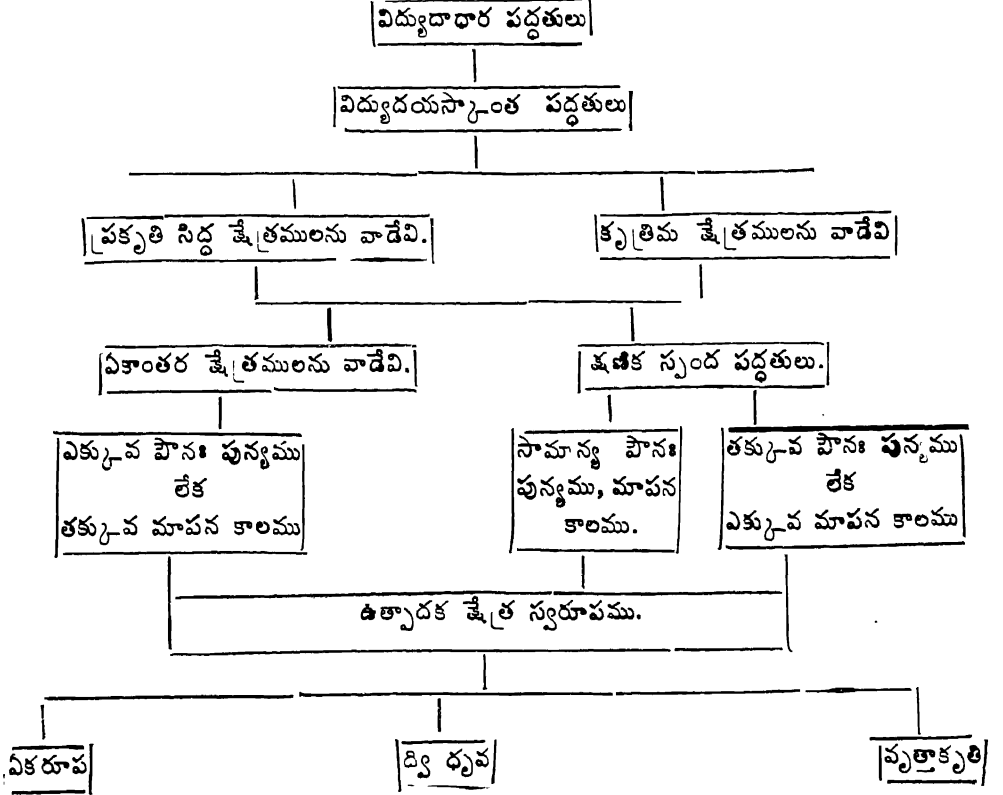 విద్యుదాధార పద్ధతులు
విద్యుదయస్కాంత పద్ధతులు
ప్రకృతి సిద్ధ క్షేత్రములను వాడేవి.
కృత్రిమ క్షేత్రములను వాడేవి
ఏకాంతర క్షేత్రములను వాడేవి.
క్షణిక స్పంద పద్ధతులు.
ఎక్కువ పౌనః పున్యము
లేక
తక్కువ మాపన కాలము
సామాన్య పౌనః
పున్యము, మాపన
కాలము.
తక్కువ పౌనః పున్యము
లేక
ఎక్కువ మాపన కాలము
ఉత్పాదక క్షేత్ర స్వరూపము.
ఏకరూప
ద్వి ధృవ
వృత్తాకృతి